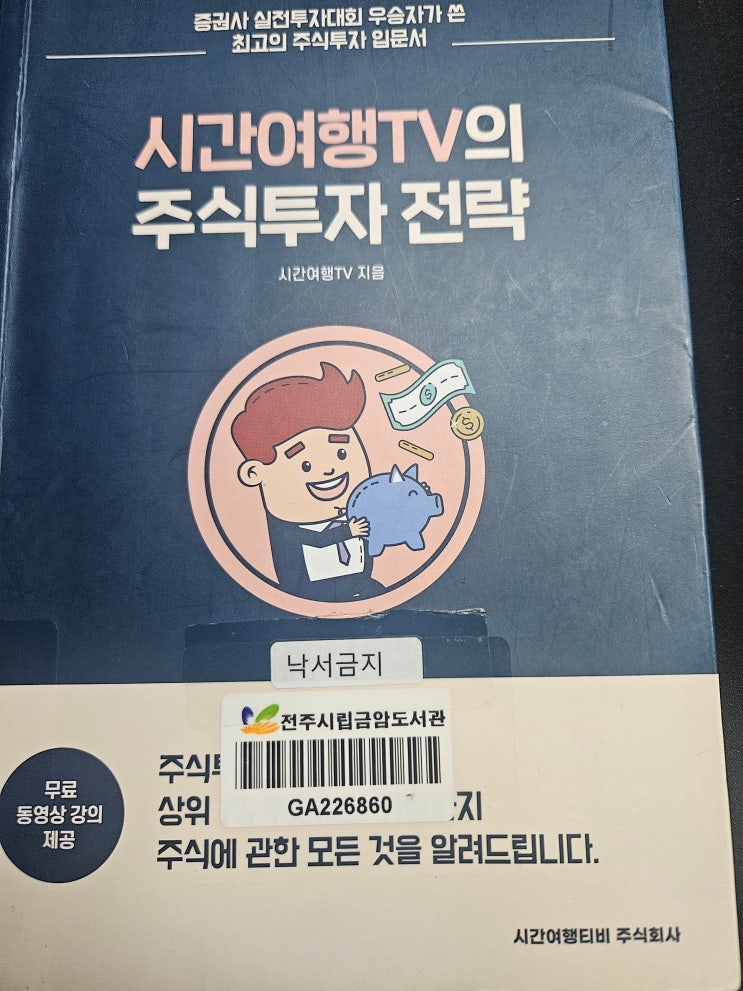 증권사 실전투자대회 우승자가 쓴
최고의 주식투자 입문서
시간여행TV의
주식투자 전략
시간여행TV 지음
낙서금지
전주시립금암도서관
GA226860
무료
동영상 강의
제공
상위
주식에 관한 모든 것을 알려드립니다.
시간여행티비 주식회사